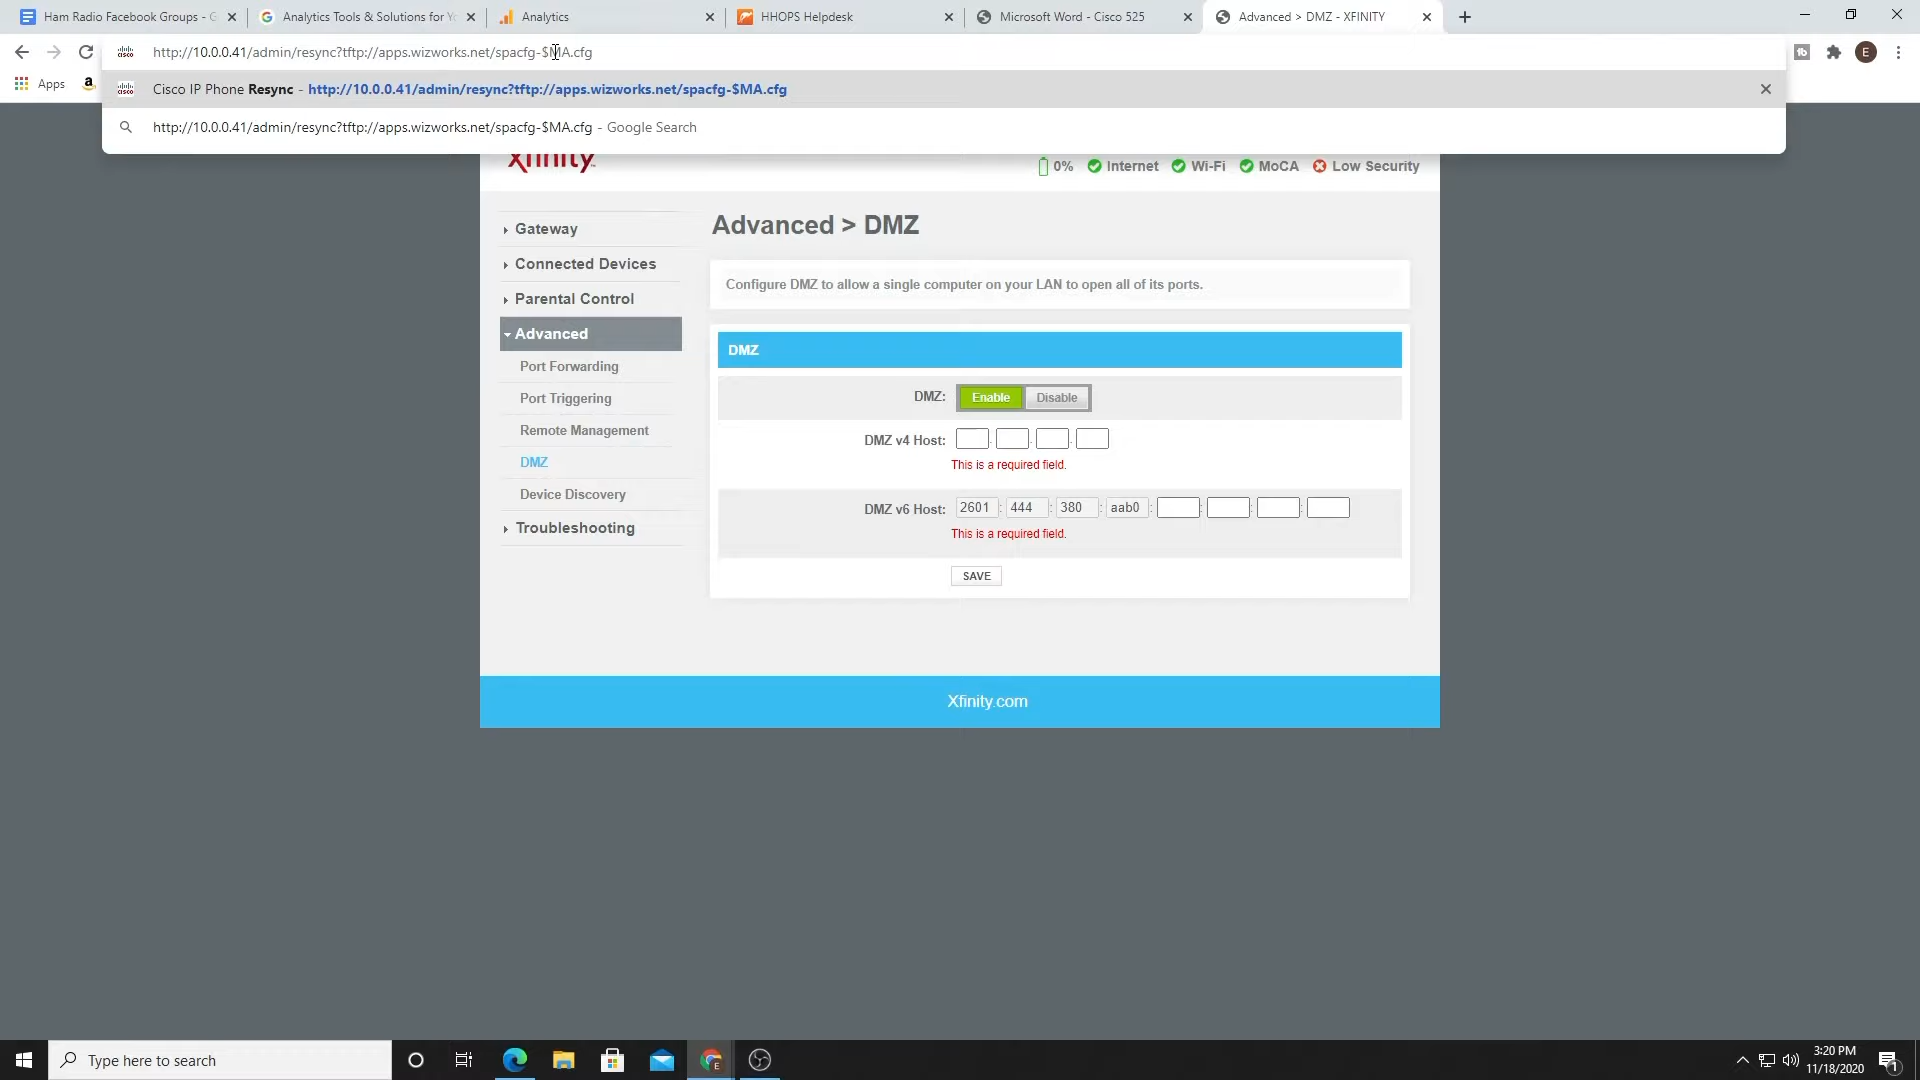 Ham Radio Facebook Groups - G
Analytics Tools & Solutions for Yo
Analytics
HHOPS Helpdesk
Microsoft Word - Cisco 525
Advanced > DMZ - XFINITY
cisco http://10.0.0.41/admin/resync?tftp://apps.wizworks.net/spacfg-$MA.cfg
E
Apps
a
cisco Cisco IP Phone Resync - http://10.0.0.41/admin/resync?tftp://apps.wizworks.net/spacfg-$MA.cfg
http://10.0.0.41/admin/resync?tftp://apps.wizworks.net/spacfg-$MA.cfg - Google Search
xfinity
0% Internet Wi-Fi MoCA Low Security
Gateway
Connected Devices
Parental Control
Advanced
Port Forwarding
Port Triggering
Remote Management
DMZ
Device Discovery
Troubleshooting
Advanced > DMZ
Configure DMZ to allow a single computer on your LAN to open all of its ports.
DMZ
DMZ: Enable Disable
DMZ v4 Host: . . .
This is a required field.
DMZ v6 Host: 2601 : 444 : 380 : aab0 : : : :
This is a required field.
SAVE
Xfinity.com
Type here to search
E
3:20 PM
11/18/2020
1